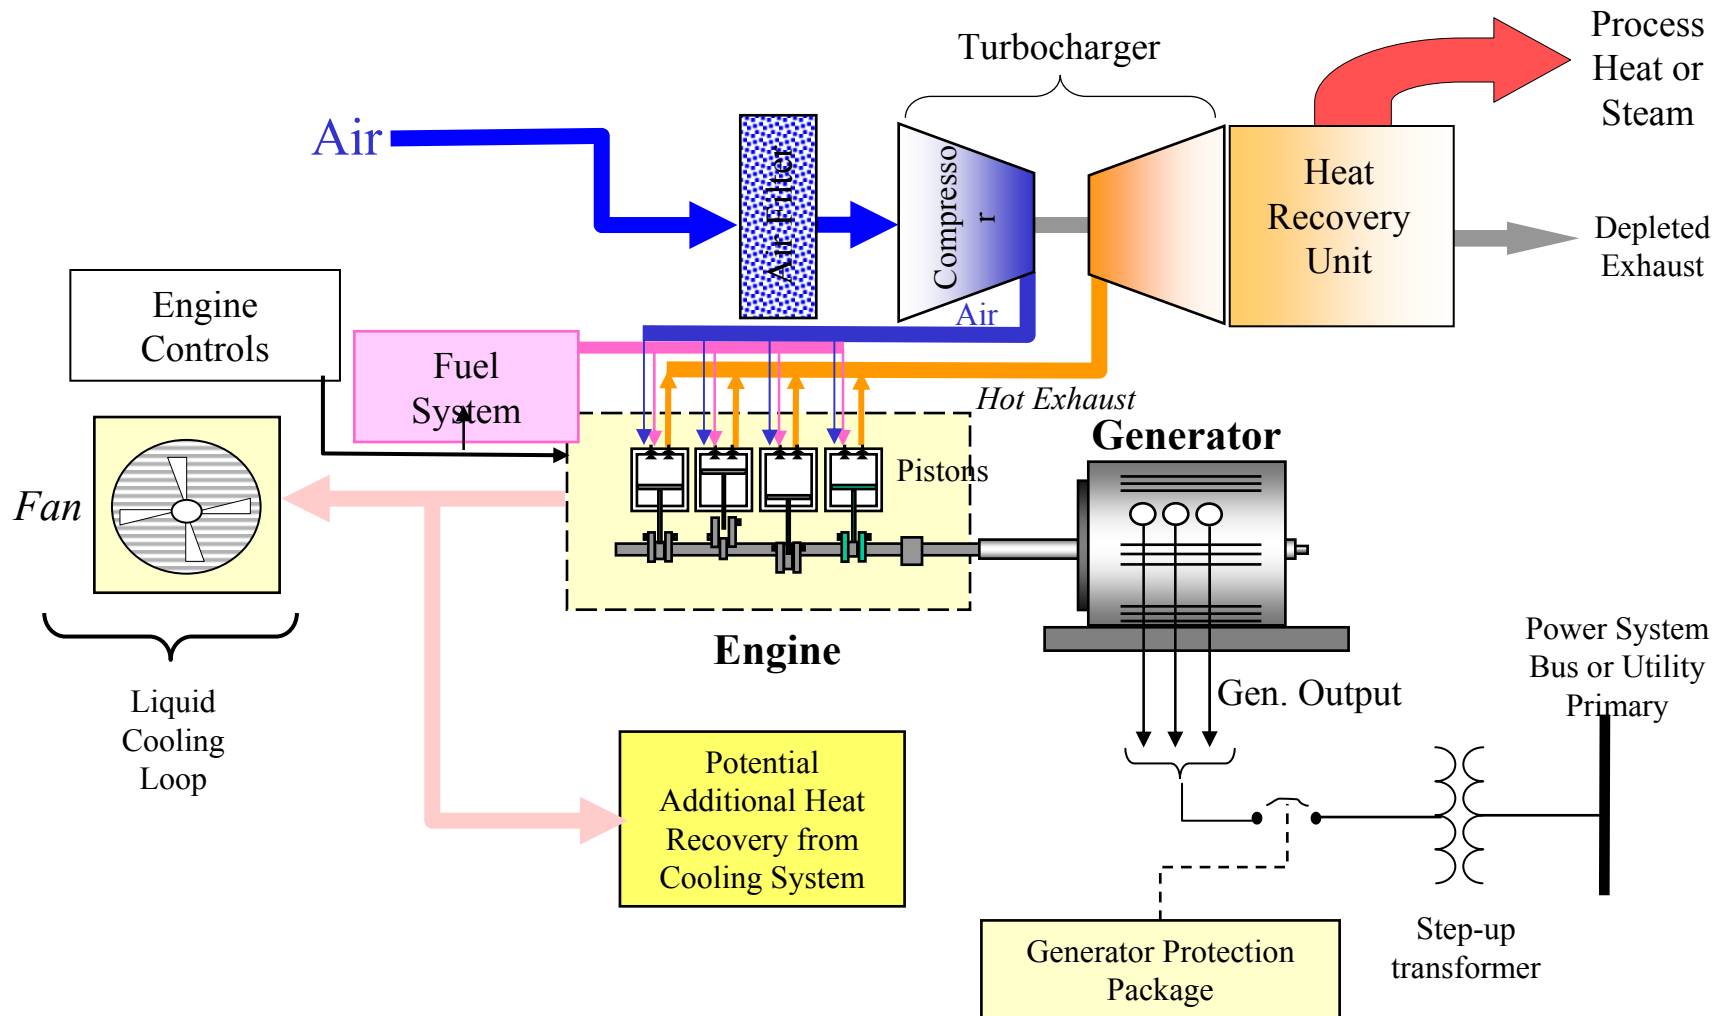 Turbocharger
Process
Heat or
Steam
Air
Air Filter
Compresso
r
Heat
Recovery
Unit
Depleted
Exhaust
Engine
Controls
Air
Fuel
System
Hot Exhaust
Generator
Pistons
Fan
Engine
Liquid
Cooling
Loop
Gen. Output
Power System
Bus or Utility
Primary
Potential
Additional Heat
Recovery from
Cooling System
Step-up
transformer
Generator Protection
Package